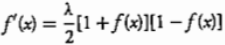 f′(x) = λ/2 [1 + f(x)][1 − f(x)]